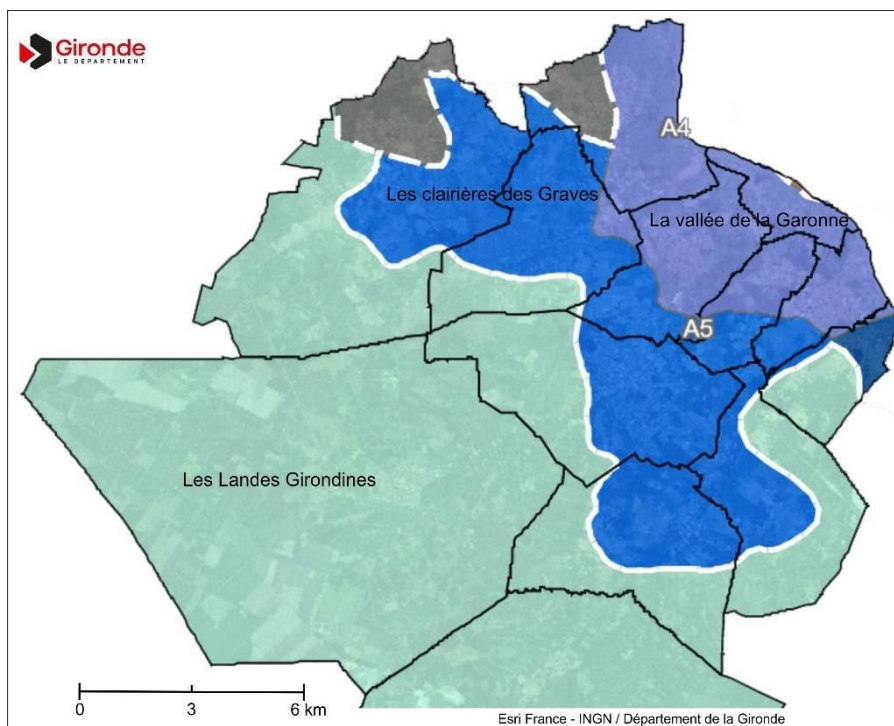 Gironde
LE DÉPARTEMENT
A4
Les clairières des Graves
La vallée de la Garonne
A5
Les Landes Girondines
0 3 6 km
Esri France - INGN / Département de la Gironde